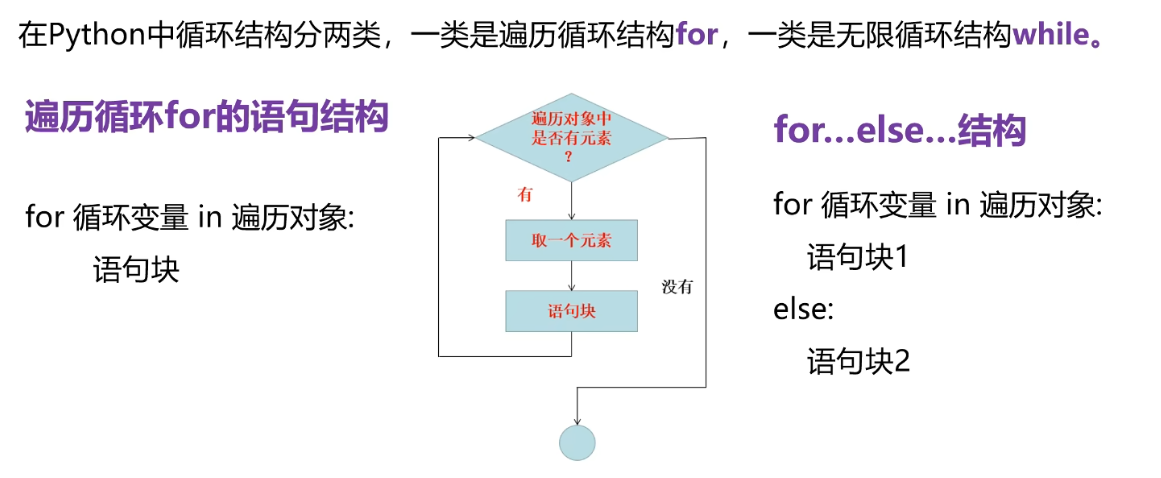 在Python中循环结构分两类，一类是遍历循环结构for，一类是无限循环结构while。
遍历循环for的语句结构
for 循环变量 in 遍历对象:
语句块
遍历对象中
是否有元素
？
有
取一个元素
语句块
没有
for...else...结构
for 循环变量 in 遍历对象:
语句块1
else:
语句块2